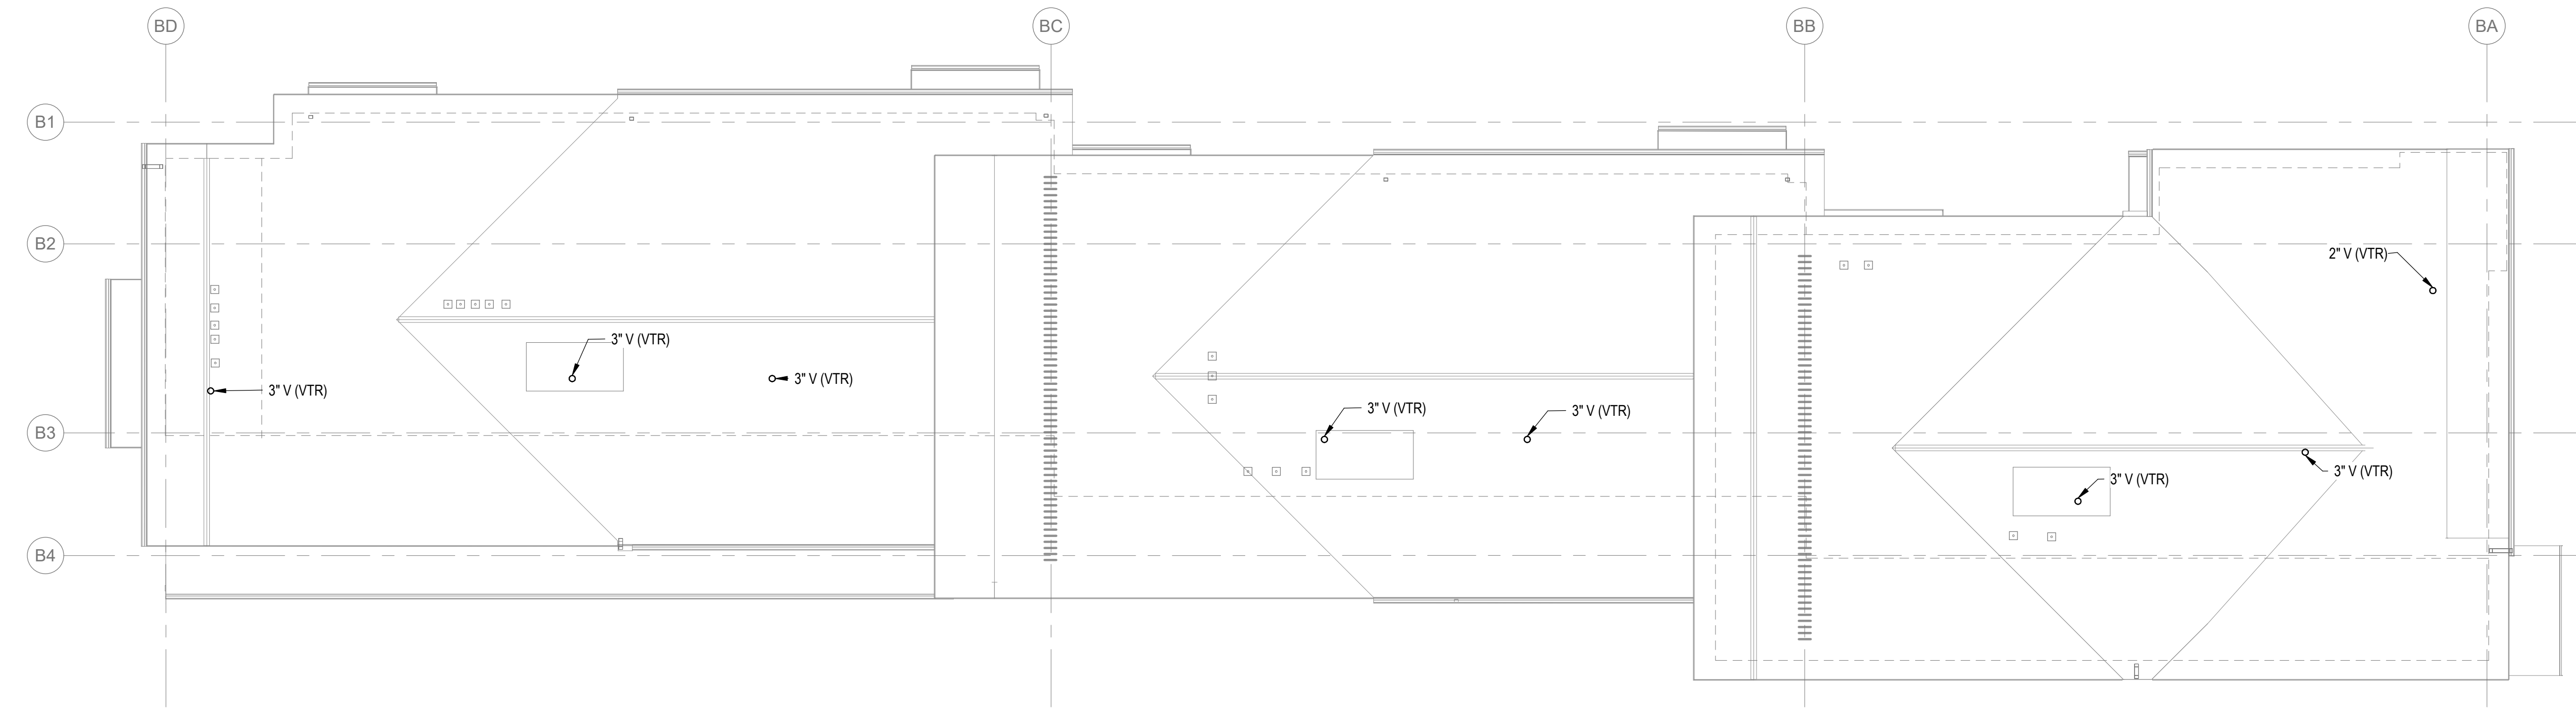 BD
BC
BB
BA
B1
B2
2" V (VTR)
3" V (VTR)
3" V (VTR)
3" V (VTR)
3" V (VTR)
3" V (VTR)
B3
3" V (VTR)
3" V (VTR)
B4